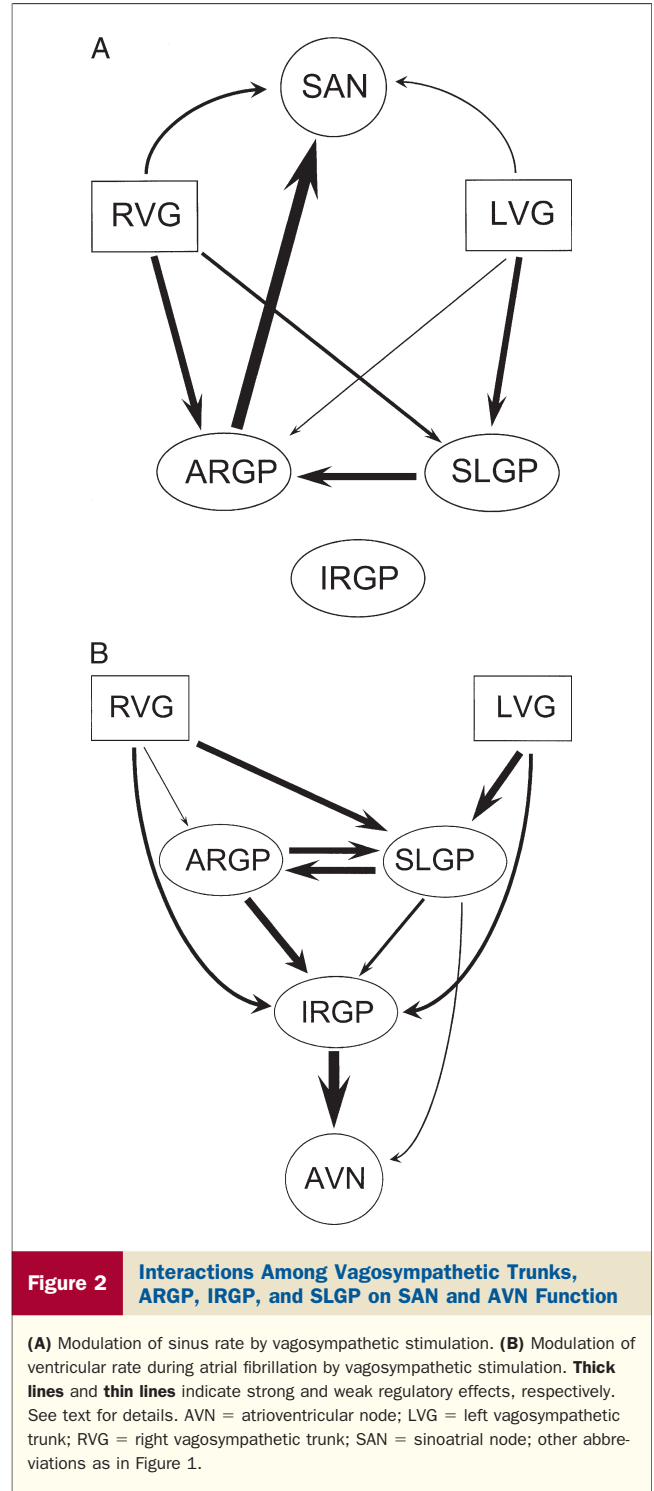 A
SAN
RVG
LVG
ARGP
SLGP
IRGP
B
RVG
LVG
ARGP
SLGP
IRGP
AVN
Figure 2
Interactions Among Vagosympathetic Trunks,
ARGP, IRGP, and SLGP on SAN and AVN Function
(A) Modulation of sinus rate by vagosympathetic stimulation. (B) Modulation of
ventricular rate during atrial fibrillation by vagosympathetic stimulation. Thick
lines and thin lines indicate strong and weak regulatory effects, respectively.
See text for details. AVN = atrioventricular node; LVG = left vagosympathetic
trunk; RVG = right vagosympathetic trunk; SAN = sinoatrial node; other abbre-
viations as in Figure 1.